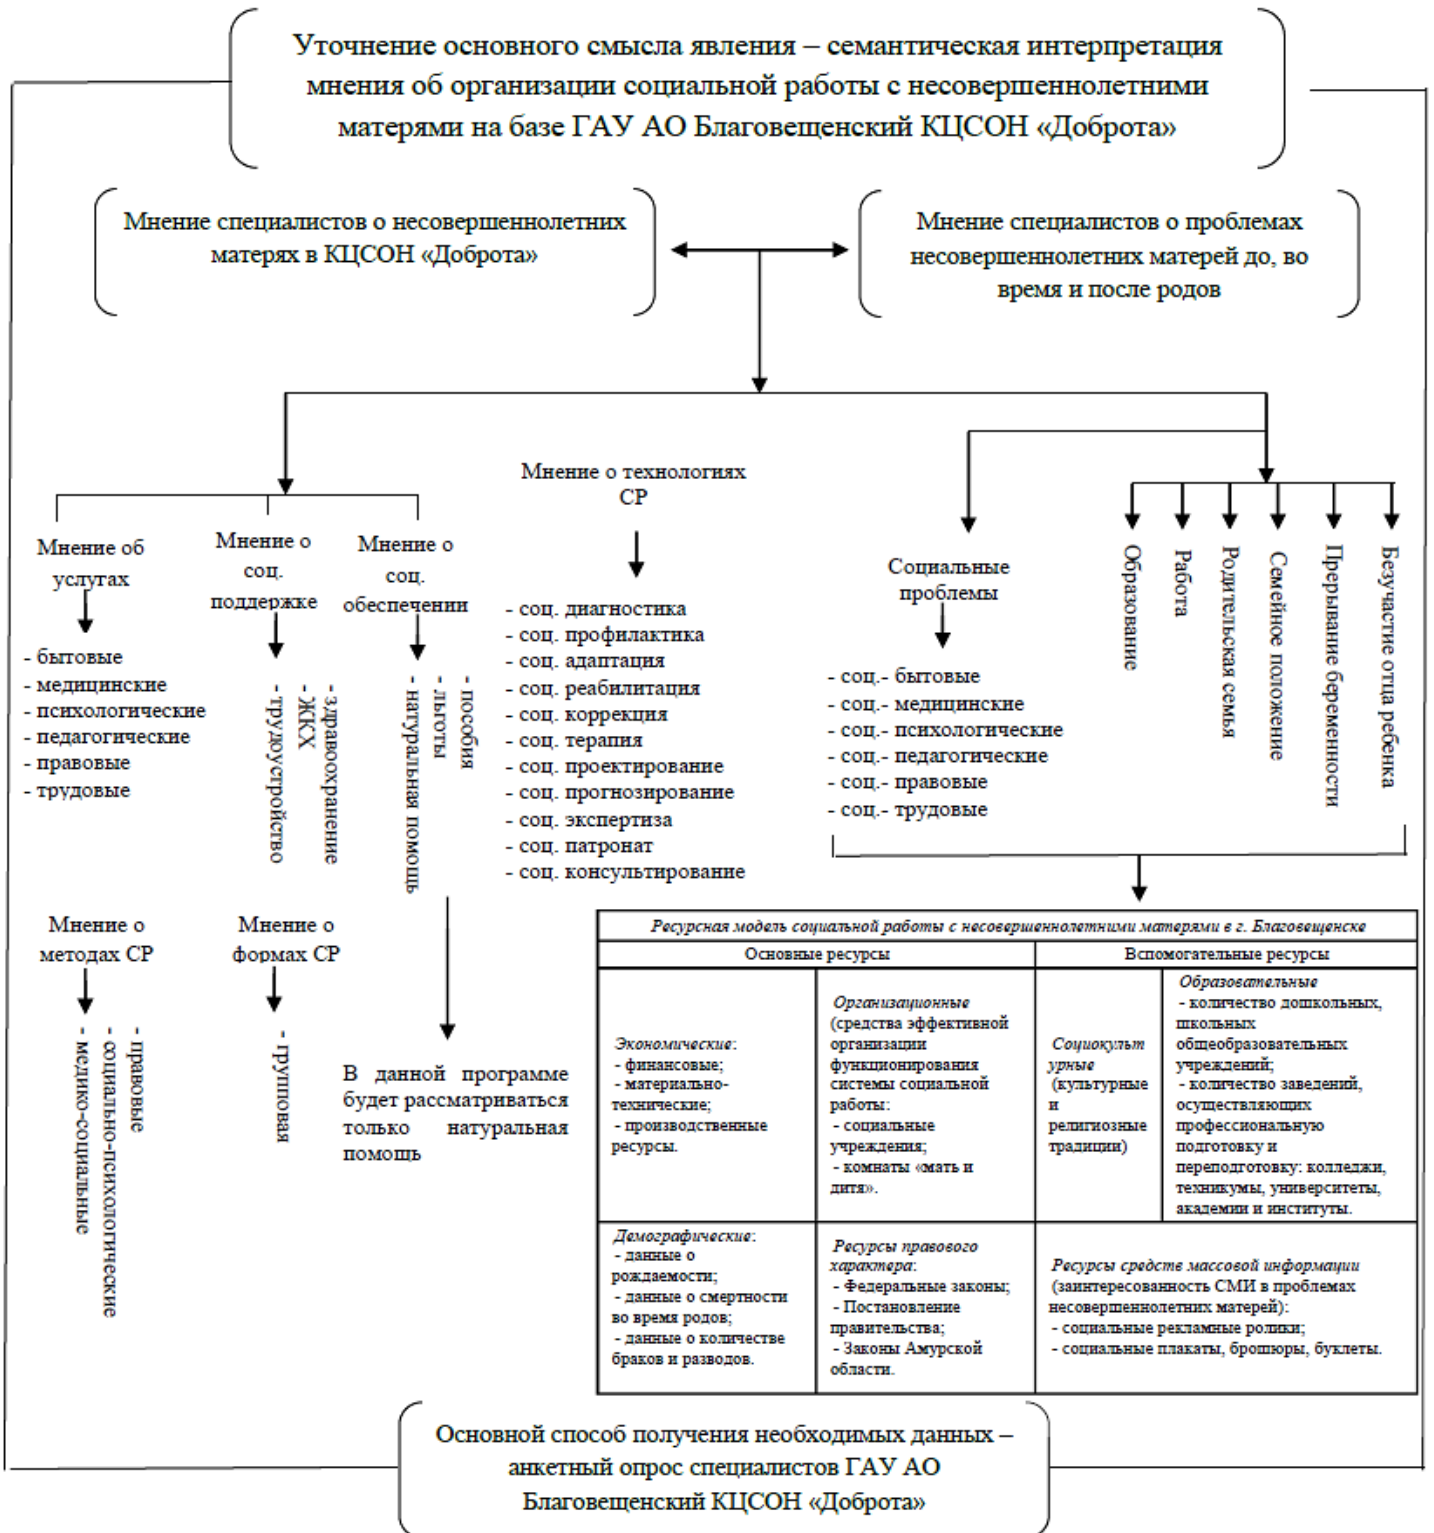 Уточнение основного смысла явления – семантическая интерпретация
мнения об организации социальной работы с несовершеннолетними
матерями на базе ГАУ АО Благовещенский КЦСОН «Доброта»
Мнение специалистов о несовершеннолетних
матерях в КЦСОН «Доброта»
Мнение специалистов о проблемах
несовершеннолетних матерей до, во
время и после родов
Мнение об
услугах
- бытовые
- медицинские
- психологические
- педагогические
- правовые
- трудовые
Мнение о
соц.
поддержке
- здравоохранение
- ЖКХ
- трудоустройство
Мнение о
соц.
обеспечении
- пособия
- льготы
- натуральная помощь
Мнение о технологиях
СР
- соц. диагностика
- соц. профилактика
- соц. адаптация
- соц. реабилитация
- соц. коррекция
- соц. терапия
- соц. проектирование
- соц. прогнозирование
- соц. экспертиза
- соц. патронат
- соц. консультирование
Социальные
проблемы
- соц.- бытовые
- соц.- медицинские
- соц.- психологические
- соц.- педагогические
- соц.- правовые
- соц.- трудовые
Образование
Работа
Родительская семья
Семейное положение
Прерывание беременности
Безучастие отца ребенка
Мнение о
методах СР
- правовые
- социально-психологические
- медико-социальные
Мнение о
формах СР
- групповая
В данной программе
будет рассматриваться
только натуральная
помощь
Ресурсная модель социальной работы с несовершеннолетними матерями в г. Благовещенске
Основные ресурсы
Вспомогательные ресурсы
Экономические:
- финансовые;
- материально-
технические;
- производственные
ресурсы.
Организационные
(средства эффективной
организации
функционирования
системы социальной
работы:
- социальные
учреждения;
- комнаты «мать и
дитя».
Социокульт
урные
(культурные
и
религиозные
традиции)
Образовательные
- количество дошкольных,
школьных
общеобразовательных
учреждений;
- количество заведений,
осуществляющих
профессиональную
подготовку и
переподготовку: колледжи,
техникумы, университеты,
академии и институты.
Демографические:
- данные о
рождаемости;
- данные о смертности
во время родов;
- данные о количестве
браков и разводов.
Ресурсы правового
характера:
- Федеральные законы;
- Постановление
правительства;
- Законы Амурской
области.
Ресурсы средств массовой информации
(заинтересованность СМИ в проблемах
несовершеннолетних матерей):
- социальные рекламные ролики;
- социальные плакаты, брошюры, буклеты.
Основной способ получения необходимых данных –
анкетный опрос специалистов ГАУ АО
Благовещенский КЦСОН «Доброта»